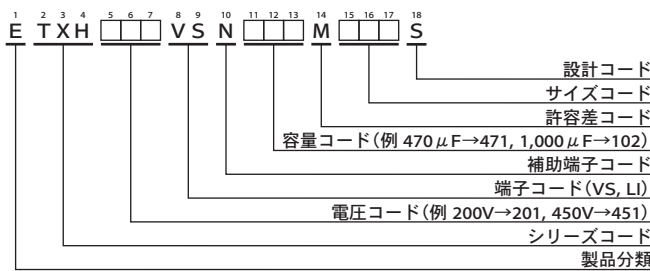 1 2 3 4 5 6 7 8 9 10 11 12 13 14 15 16 17 18
E TXH □□□ VS N □□□ M □□□ S
設計コード
サイズコード
許容差コード
容量コード(例 470μF→471, 1,000μF→102)
補助端子コード
端子コード(VS, LI)
電圧コード(例 200V→201, 450V→451)
シリーズコード
製品分類